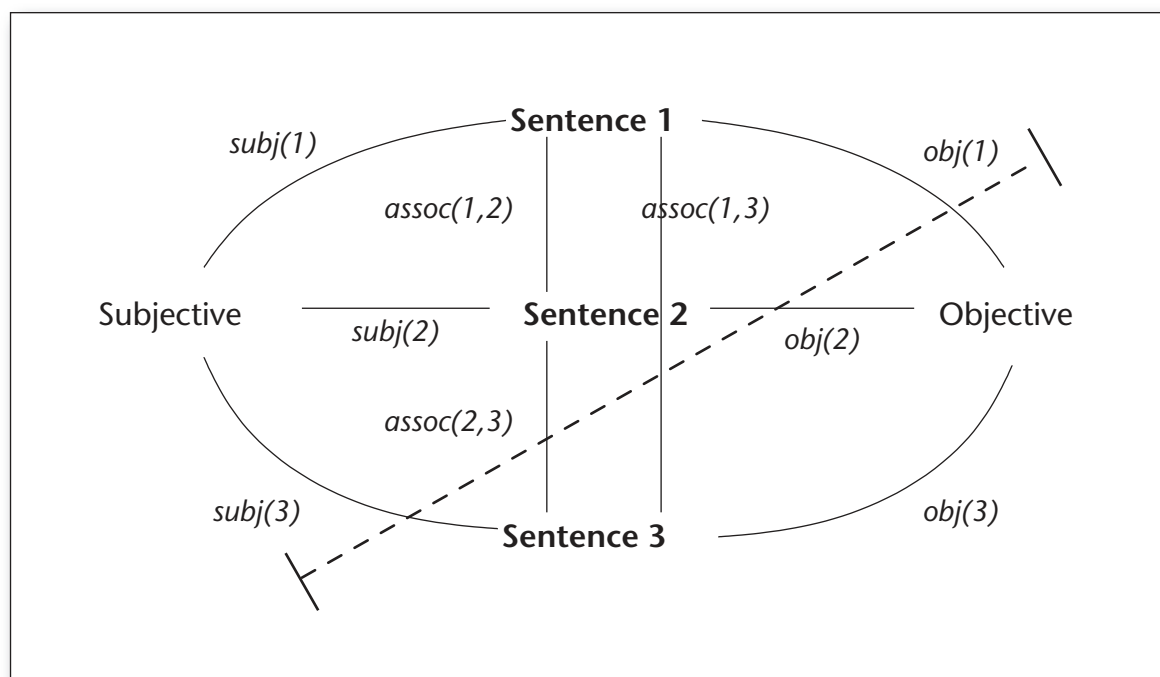 Sentence 1
subj(1)
obj(1)
assoc(1,2)
assoc(1,3)
Subjective
Sentence 2
Objective
subj(2)
obj(2)
assoc(2,3)
subj(3)
obj(3)
Sentence 3